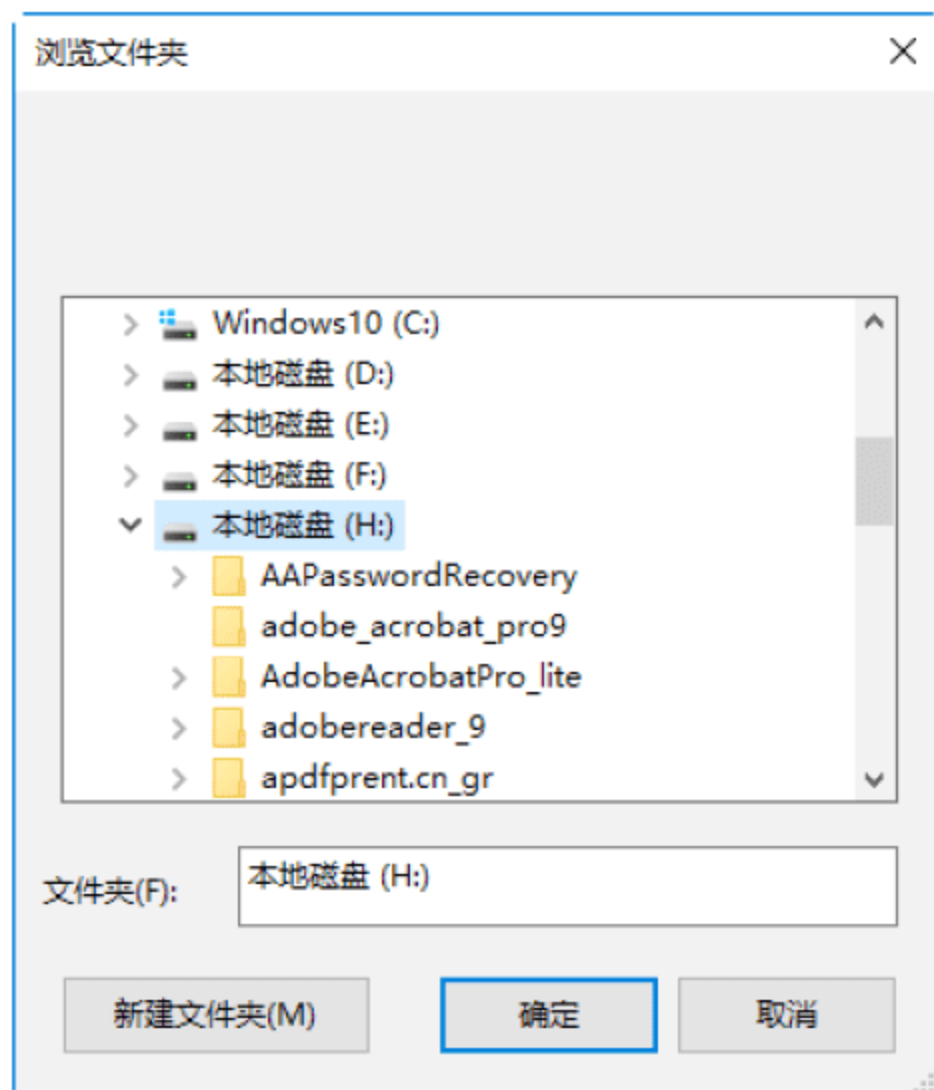 浏览文件夹
Windows10 (C:)
本地磁盘 (D:)
本地磁盘 (E:)
本地磁盘 (F:)
本地磁盘 (H:)
AAPasswordRecovery
adobe_acrobat_pro9
AdobeAcrobatPro_lite
adobereader_9
apdfprent.cn_gr
文件夹(F): 本地磁盘 (H:)
新建文件夹(M) 确定 取消